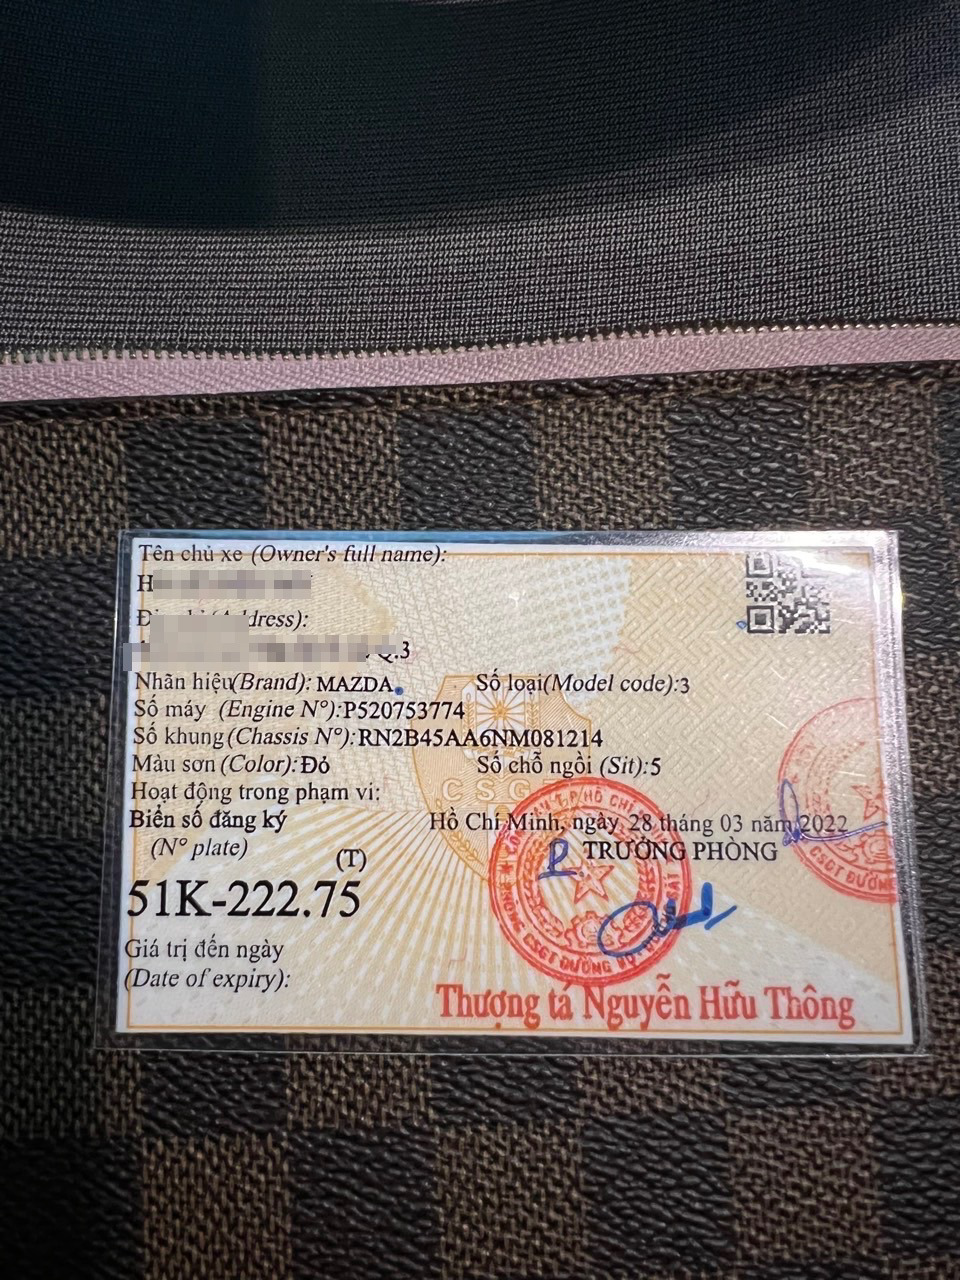 Tên chủ xe (Owner's full name):
H
(Address):
Q.3
Nhãn hiệu(Brand): MAZDA Số loại(Model code):3
Số máy (Engine N°):P520753774
Số khung(Chassis N°):RN2B45AA6NM081214
Màu sơn(Color):Đỏ Số chỗ ngồi (Sit):5
Hoạt động trong phạm vi:
CSGT
Biển số đăng ký Hồ Chí Minh, ngày 28 tháng 03 năm 2022
(N° plate) TRƯỞNG PHÒNG
(T)
51K-222.75
Giá trị đến ngày
(Date of expiry):
Thượng tá Nguyễn Hữu Thông